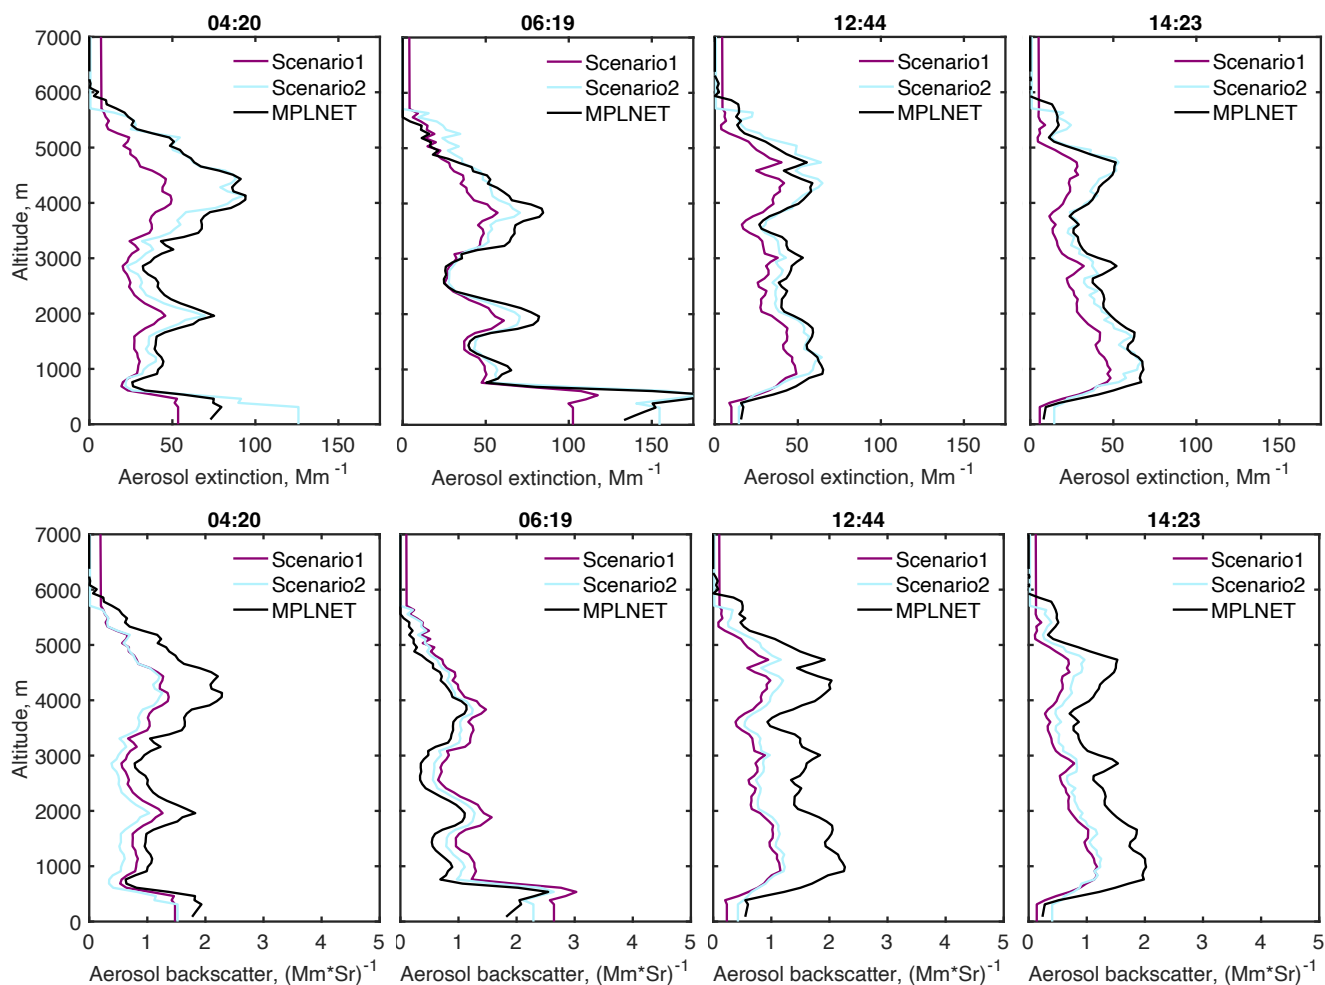 04:20 06:19 12:44 14:23
7000 Scenario1 Scenario1 Scenario1 Scenario1
Scenario2 Scenario2 Scenario2 Scenario2
6000 MPLNET MPLNET MPLNET MPLNET
5000
4000
Altitude, m
3000
2000
1000
0
0 50 100 150 0 50 100 150 0 50 100 150 0 50 100 150
Aerosol extinction, Mm-1 Aerosol extinction, Mm-1 Aerosol extinction, Mm-1 Aerosol extinction, Mm-1
04:20 06:19 12:44 14:23
7000 Scenario1 Scenario1 Scenario1 Scenario1
Scenario2 Scenario2 Scenario2 Scenario2
6000 MPLNET MPLNET MPLNET MPLNET
5000
4000
Altitude, m
3000
2000
1000
0
0 1 2 3 4 5 0 1 2 3 4 5 0 1 2 3 4 5 0 1 2 3 4 5
Aerosol backscatter, (Mm*Sr)-1 Aerosol backscatter, (Mm*Sr)-1 Aerosol backscatter, (Mm*Sr)-1 Aerosol backscatter, (Mm*Sr)-1